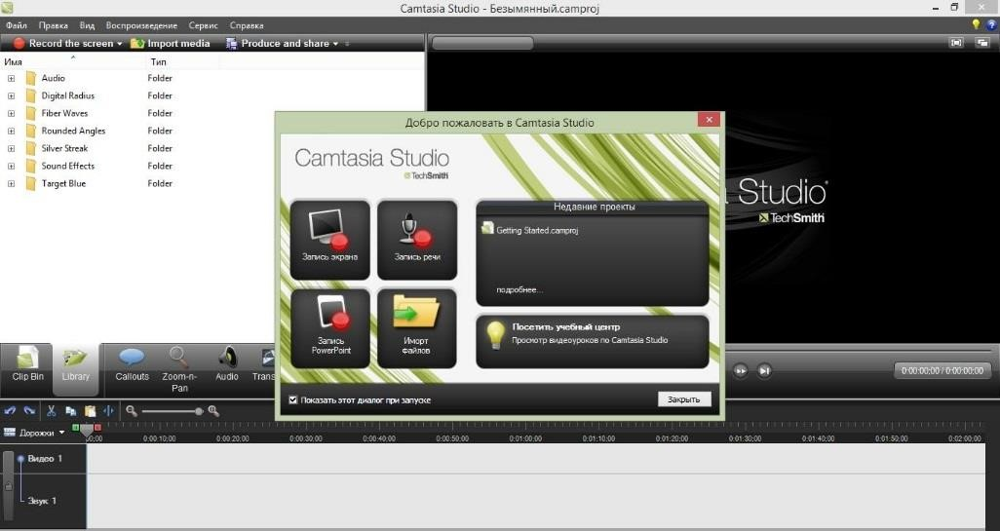 Camtasia Studio - Безымянный.camproj
Файл Правка Вид Воспроизведение Сервис Справка
Record the screen Import media Produce and share
Имя Тип
Audio Folder
Digital Radius Folder
Fiber Waves Folder
Rounded Angles Folder
Silver Streak Folder
Sound Effects Folder
Target Blue Folder
Добро пожаловать в Camtasia Studio
Camtasia Studio
TechSmith
Запись экрана
Запись речи
Запись
PowerPoint
Иморт
файлов
Недавние проекты
Getting Started.camproj
подробнее...
Посетить учебный центр
Просмотр видеоуроков по Camtasia Studio
Показать этот диалог при запуске
Закрыть
Studio
TechSmith
Clip Bin Library Callouts Zoom-n-
Pan Audio Trans
0:00:00;00 / 0:00:00;00
Дорожки
00;00 0:00:10;00 0:00:20;00 0:00:30;00 0:00:40;00 0:00:50;00 0:01:00;00 0:01:10;00 0:01:20;00 0:01:30;00 0:01:40;00 0:01:50;00 0:02:00;00
Видео 1
Звук 1